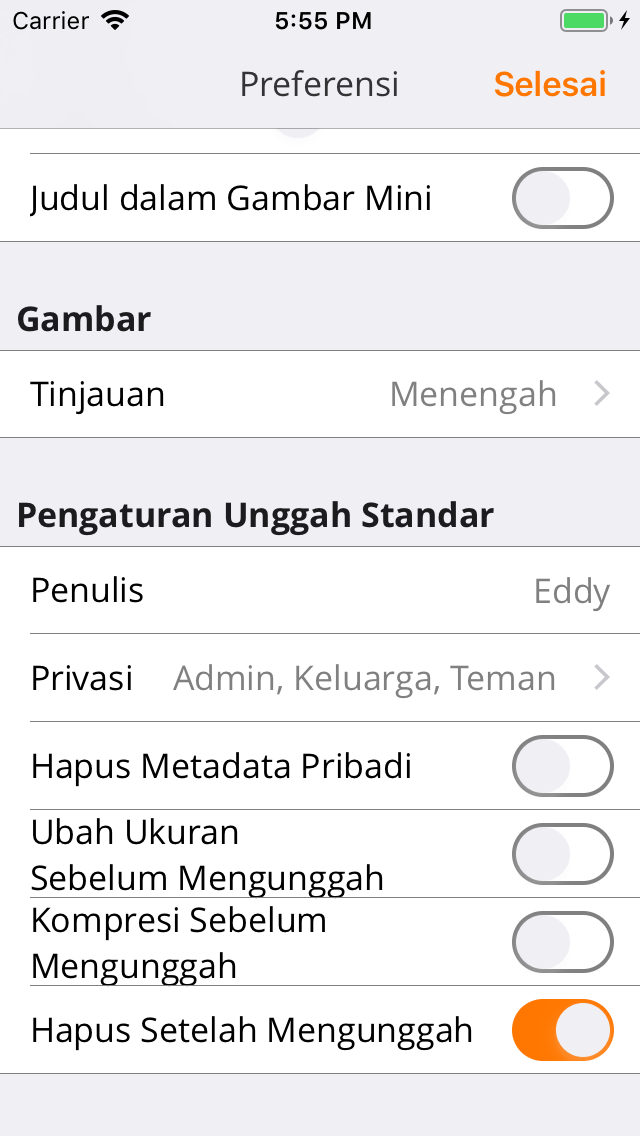 Carrier 5:55 PM
Preferensi Selesai
Judul dalam Gambar Mini
Gambar
Tinjauan Menengah
Pengaturan Unggah Standar
Penulis Eddy
Privasi Admin, Keluarga, Teman
Hapus Metadata Pribadi
Ubah Ukuran
Sebelum Mengunggah
Kompresi Sebelum
Mengunggah
Hapus Setelah Mengunggah